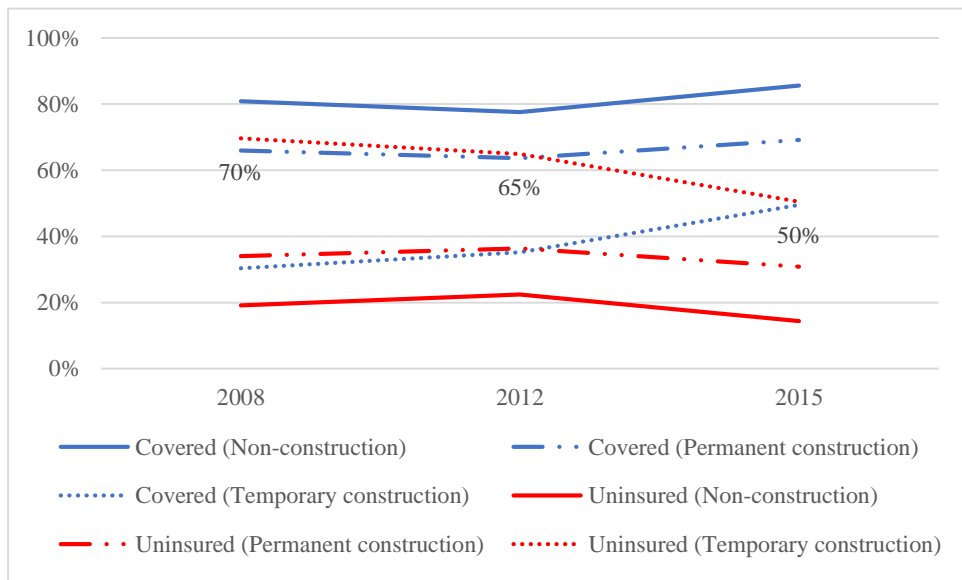 100%
80%
60%
40%
20%
0%
70%
65%
50%
2008 2012 2015
Covered (Non-construction) Covered (Permanent construction)
Covered (Temporary construction) Uninsured (Non-construction)
Uninsured (Permanent construction) Uninsured (Temporary construction)